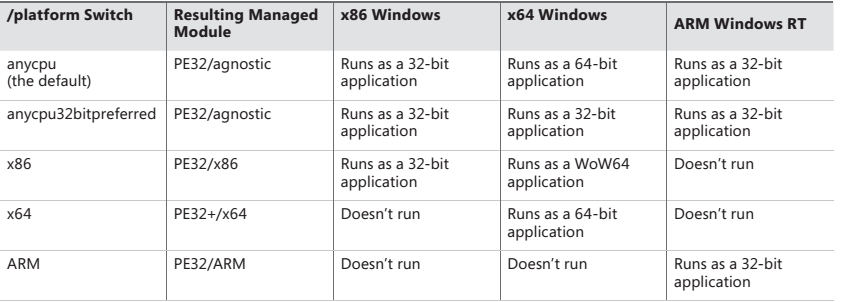 /platform Switch
Resulting Managed
Module
x86 Windows
x64 Windows
ARM Windows RT
anycpu
(the default)
PE32/agnostic
Runs as a 32-bit
application
Runs as a 64-bit
application
Runs as a 32-bit
application
anycpu32bitpreferred
PE32/agnostic
Runs as a 32-bit
application
Runs as a 32-bit
application
Runs as a 32-bit
application
x86
PE32/x86
Runs as a 32-bit
application
Runs as a WoW64
application
Doesn’t run
x64
PE32+/x64
Doesn’t run
Runs as a 64-bit
application
Doesn’t run
ARM
PE32/ARM
Doesn’t run
Doesn’t run
Runs as a 32-bit
application